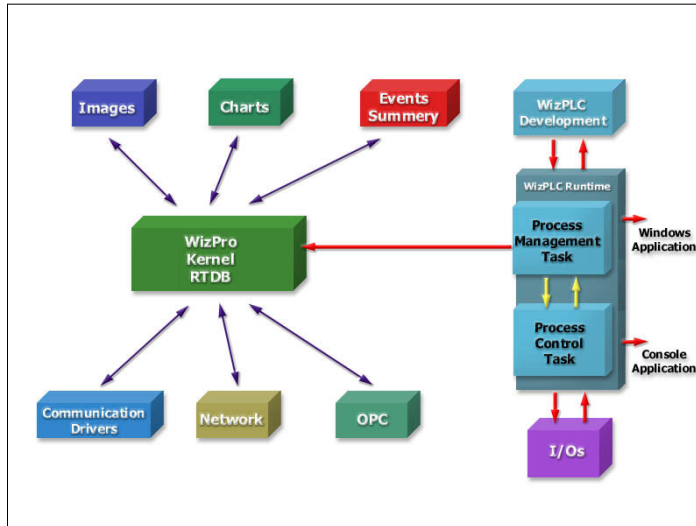 Images
Charts
Events
Summery
WizPLC
Development
WizPLC Runtime
WizPro
Kernel
RTDB
Process
Management
Task
Windows
Application
Process
Control
Task
Console
Application
Communication
Drivers
Network
OPC
I/Os